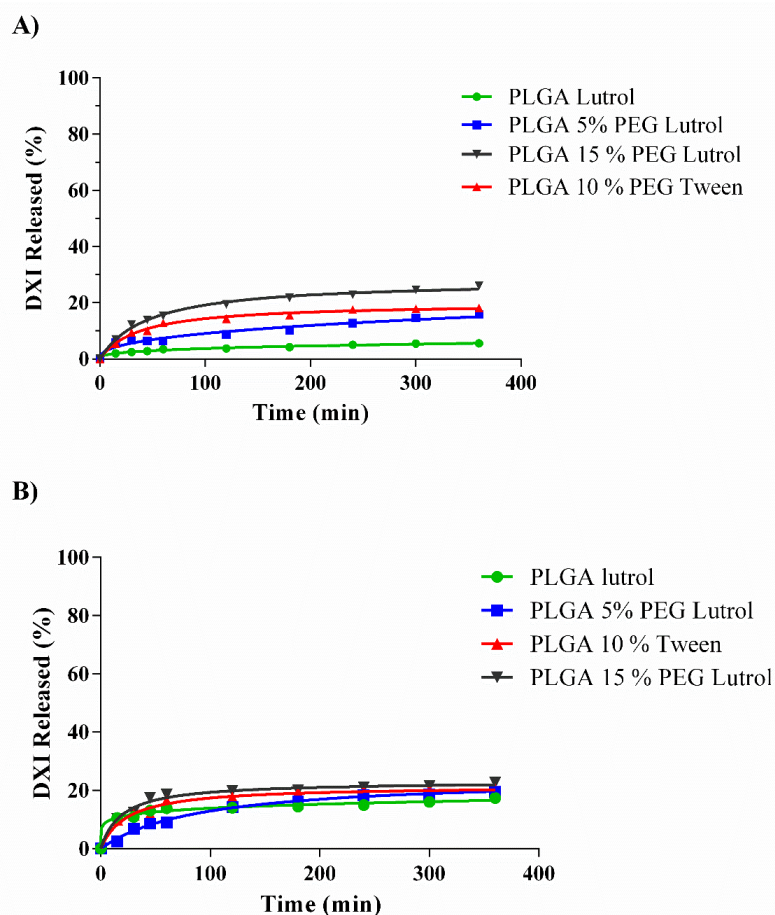 A)
100
80
60
40
20
0
DXI Released (%)
0 100 200 300 400
Time (min)
PLGA Lutrol
PLGA 5% PEG Lutrol
PLGA 15 % PEG Lutrol
PLGA 10 % PEG Tween
B)
100
80
60
40
20
0
DXI Released (%)
0 100 200 300 400
Time (min)
PLGA lutrol
PLGA 5% PEG Lutrol
PLGA 10 % Tween
PLGA 15 % PEG Lutrol